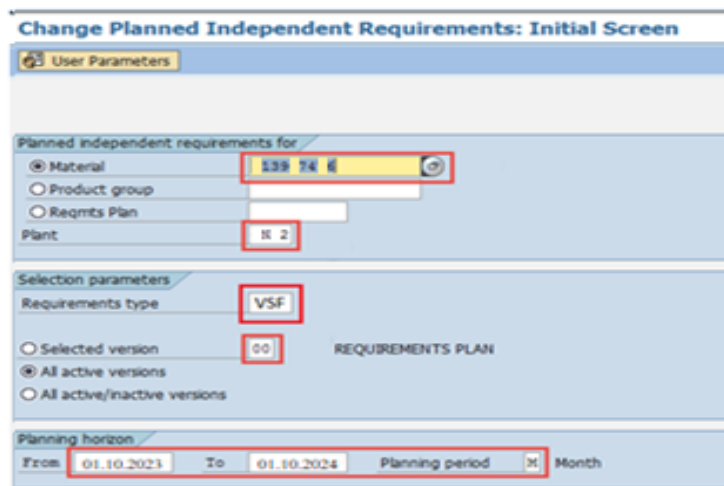 Change Planned Independent Requirements: Initial Screen
User Parameters
Planned independent requirements for
Material 139 74 6
Product group
Reqmts Plan
Plant N 2
Selection parameters
Requirements type VSF
Selected version 00 REQUIREMENTS PLAN
All active versions
All active/inactive versions
Planning horizon
From 01.10.2023 To 01.10.2024 Planning period M Month